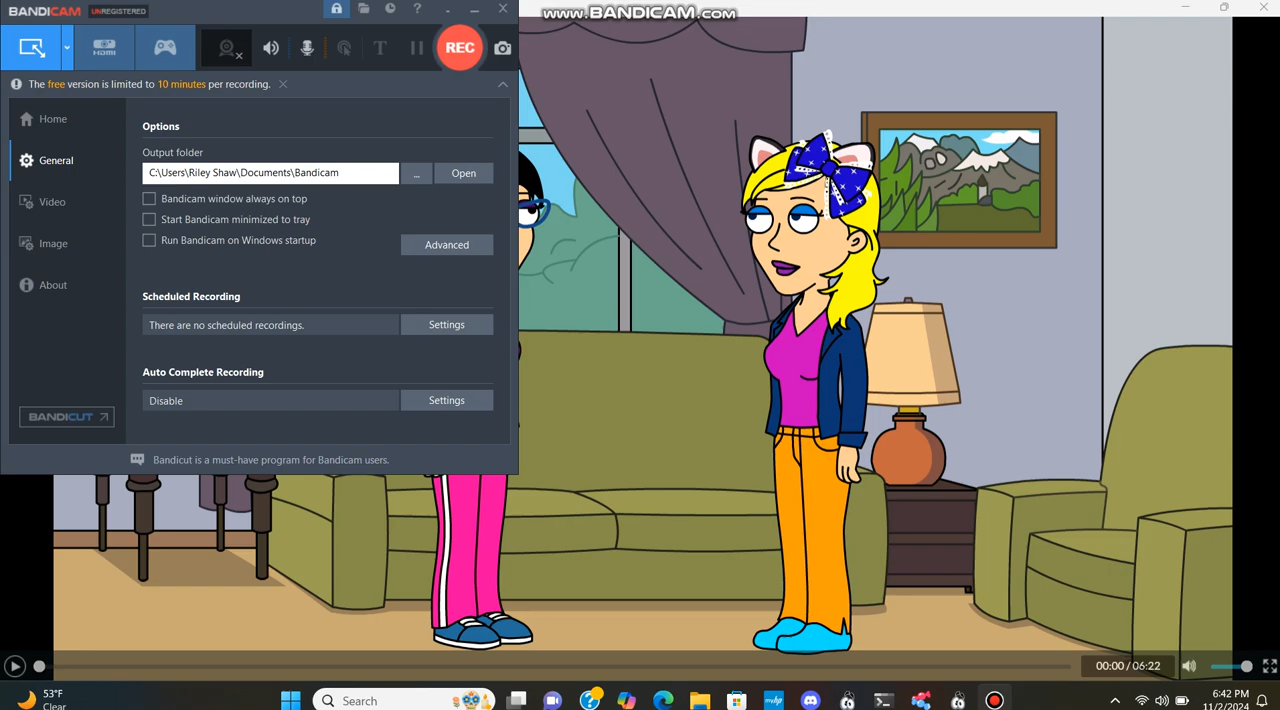 BANDICAM UNREGISTERED
www.BANDICAM.com
HDMI
T
REC
The free version is limited to 10 minutes per recording.
Home
General
Video
Image
About
BANDICUT
Options
Output folder
C:\Users\Riley Shaw\Documents\Bandicam
...
Open
Bandicam window always on top
Start Bandicam minimized to tray
Run Bandicam on Windows startup
Advanced
Scheduled Recording
There are no scheduled recordings.
Settings
Auto Complete Recording
Disable
Settings
Bandicut is a must-have program for Bandicam users.
00:00 / 06:22
53°F
Clear
Search
myhp
6:42 PM
11/2/2024